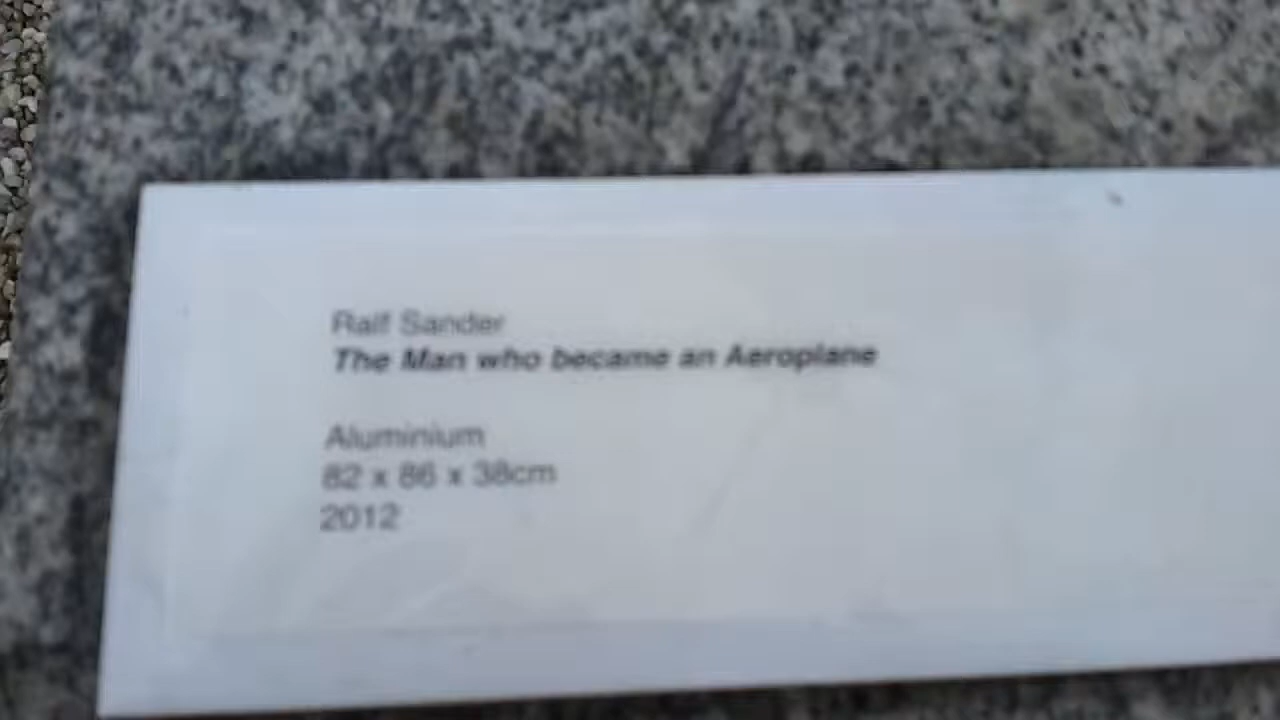 Ralf Sander
The Man who became an Aeroplane
Aluminium
82 x 86 x 38cm
2012